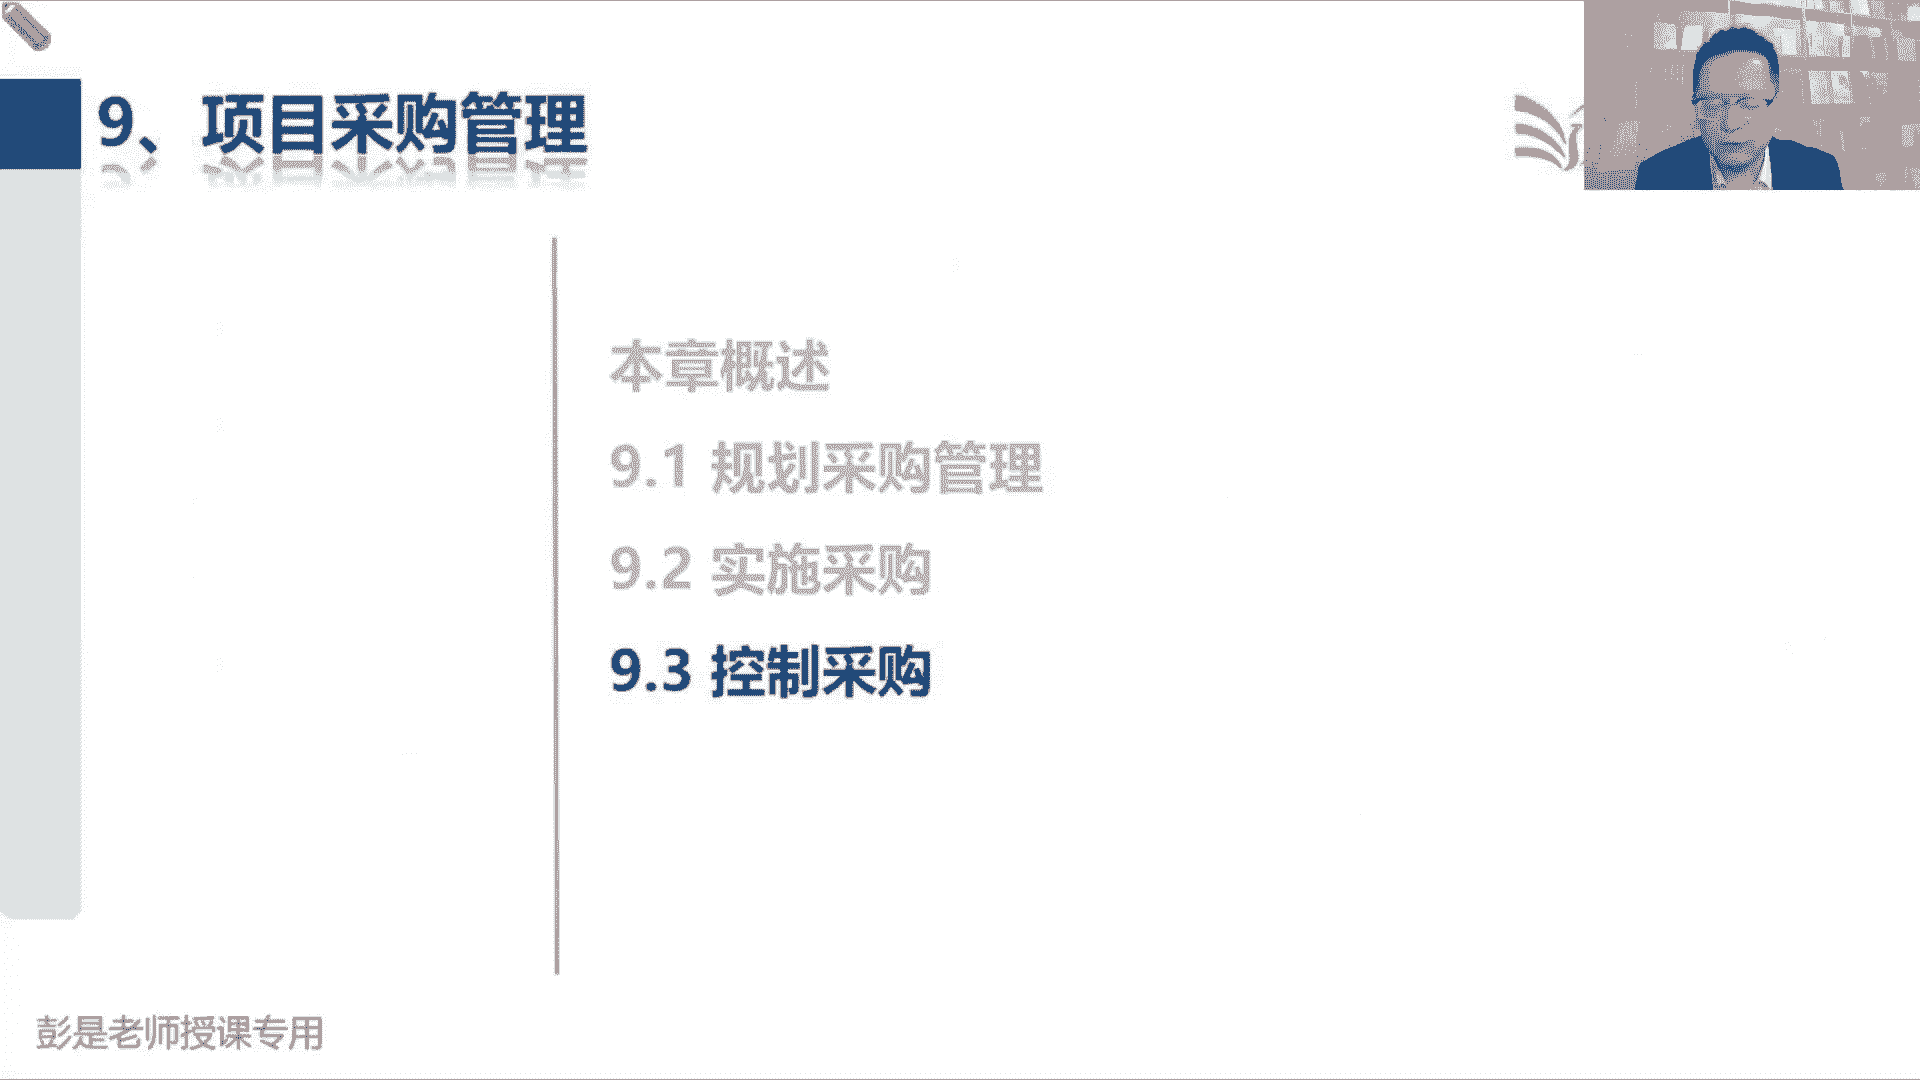 9、项目采购管理
本章概述
9.1 规划采购管理
9.2 实施采购
9.3 控制采购
彭是老师授课专用